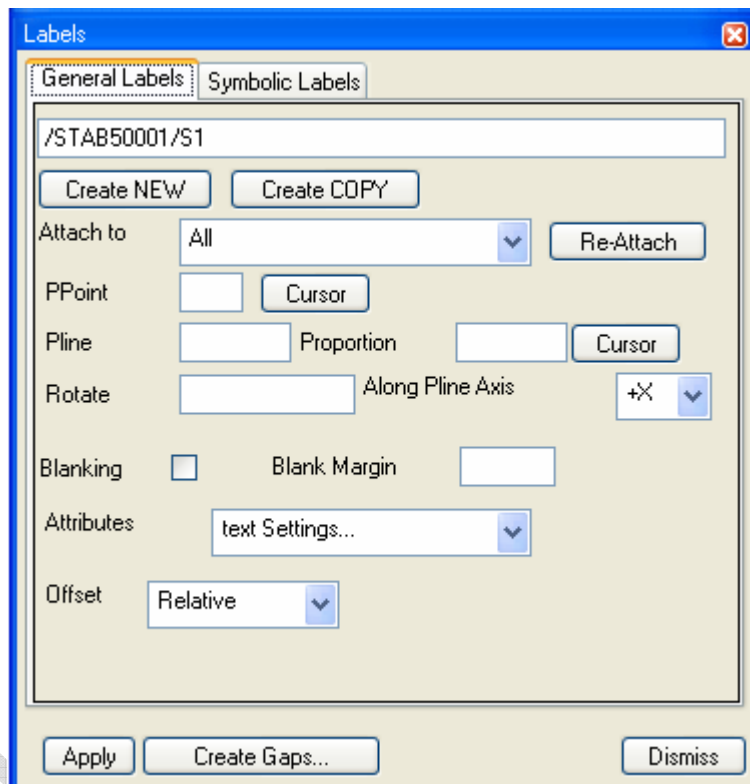 Labels
General Labels Symbolic Labels
/STAB50001/S1
Create NEW Create COPY
Attach to All Re-Attach
PPoint Cursor
Pline Proportion Cursor
Rotate Along Pline Axis +X
Blanking Blank Margin
Attributes text Settings...
Offset Relative
Apply Create Gaps... Dismiss